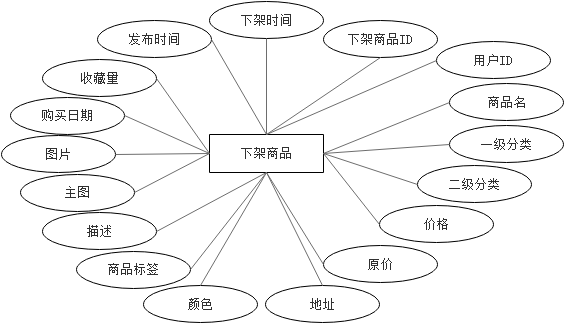 下架时间
发布时间
下架商品ID
用户ID
收藏量
商品名
购买日期
一级分类
图片
下架商品
二级分类
主图
价格
描述
原价
商品标签
颜色
地址